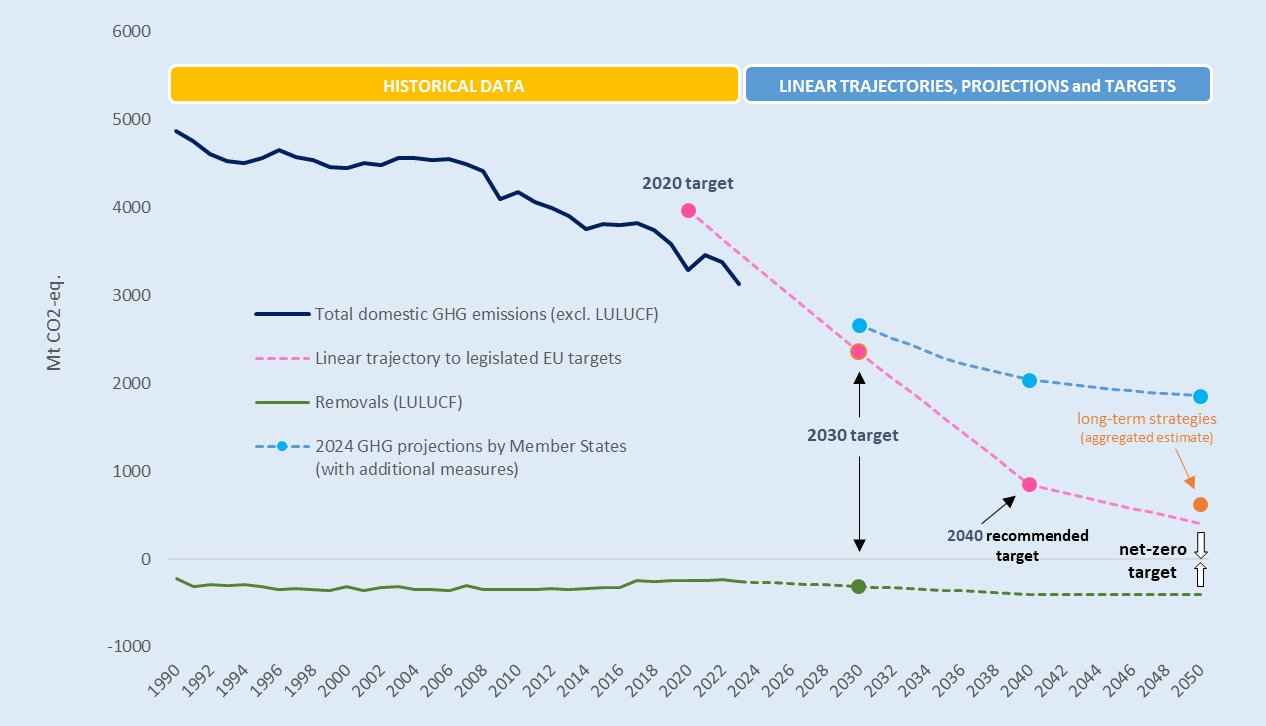 6000
HISTORICAL DATA
LINEAR TRAJECTORIES, PROJECTIONS and TARGETS
5000
4000
3000
2000
1000
0
-1000
Mt CO2-eq.
2020 target
Total domestic GHG emissions (excl. LULUCF)
Linear trajectory to legislated EU targets
Removals (LULUCF)
2024 GHG projections by Member States
(with additional measures)
2030 target
long-term strategies
(aggregated estimate)
2040 recommended
target
net-zero
target
1990
1992
1994
1996
1998
2000
2002
2004
2006
2008
2010
2012
2014
2016
2018
2020
2022
2024
2026
2028
2030
2032
2034
2036
2038
2040
2042
2044
2046
2048
2050